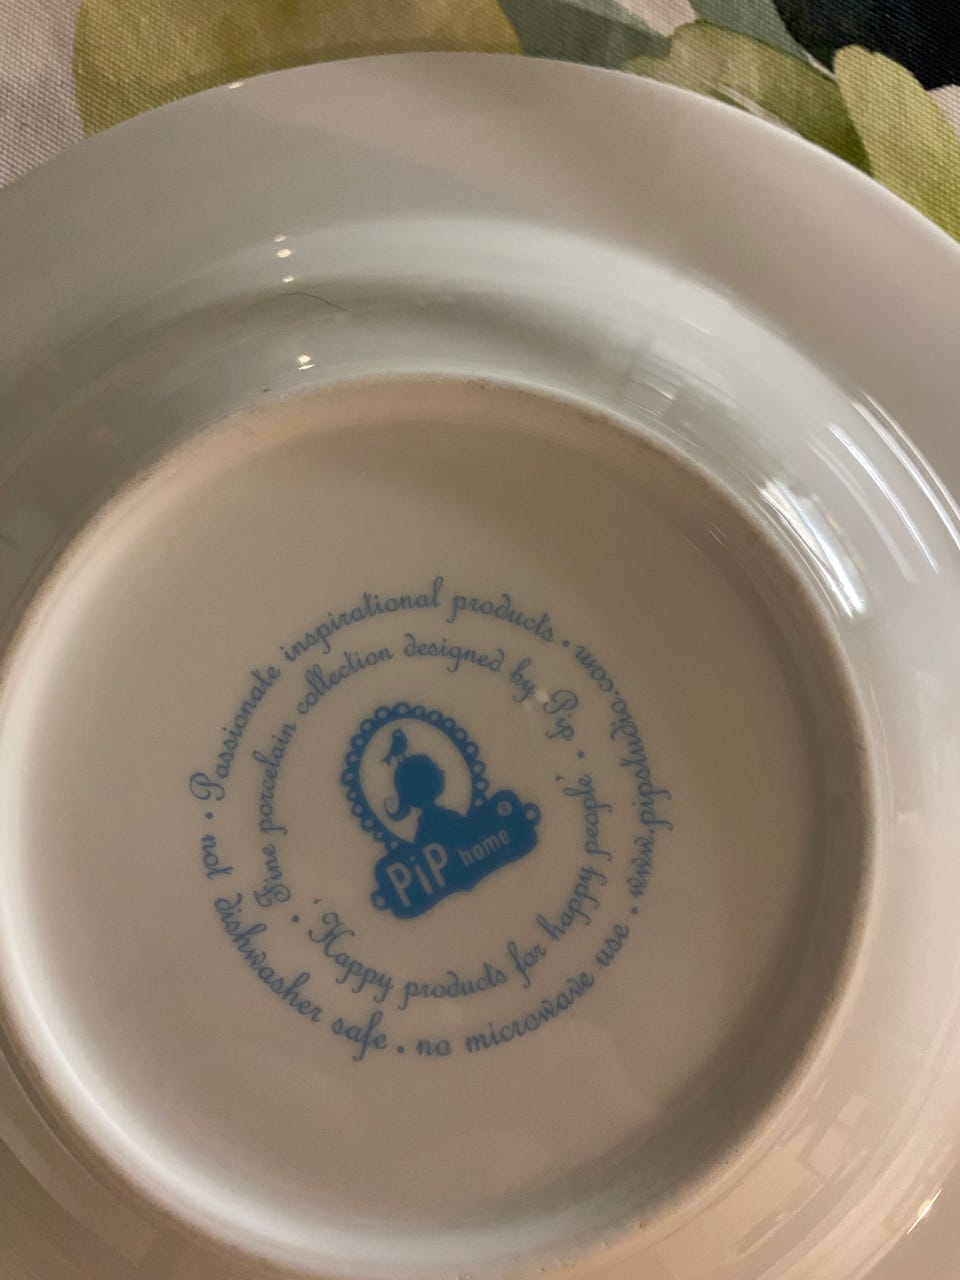 Passionate inspirational products • www.pipstudio.com • no microwave use • dishwasher safe •
Fine porcelain collection designed by Pip • 'Happy products for happy people' •
PiP home ®